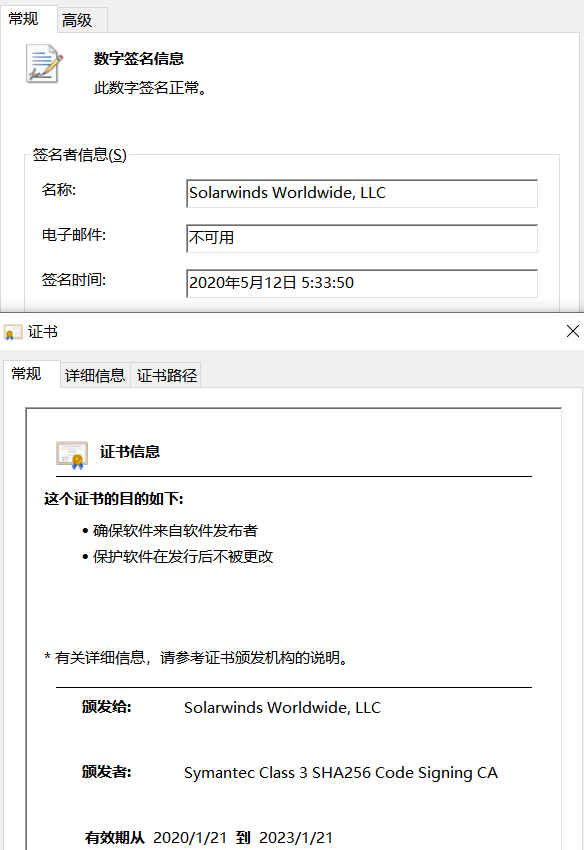 常规 高级
数字签名信息
此数字签名正常。
签名者信息(S)
名称: Solarwinds Worldwide, LLC
电子邮件: 不可用
签名时间: 2020年5月12日 5:33:50
证书
常规 详细信息 证书路径
证书信息
这个证书的目的如下:
• 确保软件来自软件发布者
• 保护软件在发行后不被更改
* 有关详细信息，请参考证书颁发机构的说明。
颁发给: Solarwinds Worldwide, LLC
颁发者: Symantec Class 3 SHA256 Code Signing CA
有效期从 2020/1/21 到 2023/1/21